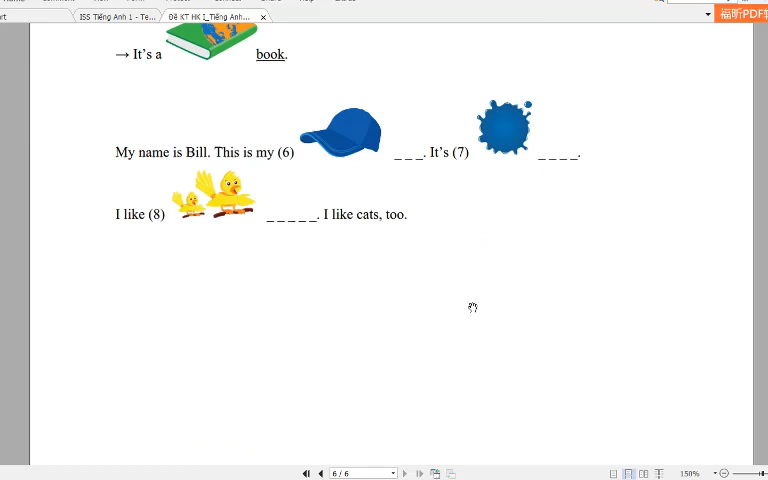 ISS Tiếng Anh 1 - Te...
Đề KT HK I_Tiếng Anh...
福昕PDF
→ It's a book.
My name is Bill. This is my (6) _ _ _. It's (7) _ _ _ _.
I like (8) _ _ _ _ _. I like cats, too.
6 / 6
150%